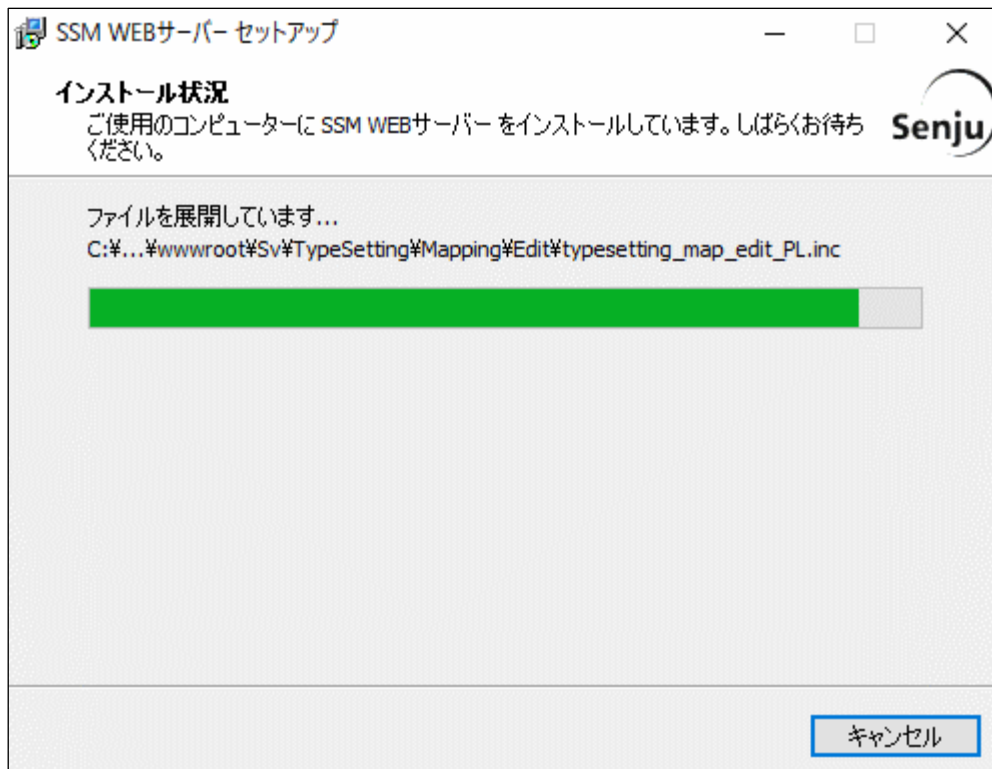 SSM WEBサーバー セットアップ
インストール状況
ご使用のコンピューターに SSM WEBサーバー をインストールしています。しばらくお待ち
ください。
Senju
ファイルを展開しています...
C:¥...¥wwwroot¥Sv¥TypeSetting¥Mapping¥Edit¥typesetting_map_edit_PL.inc
キャンセル